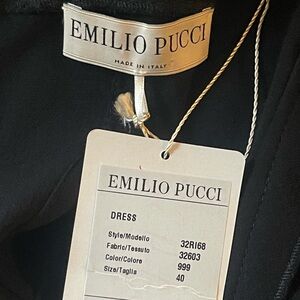 EMILIO PUCCI
MADE IN ITALY
EMILIO PUCCI
DRESS
Style/Modello 32RI68
Fabric/Tessuto 32603
Color/Colore 999
Size/Taglia 40